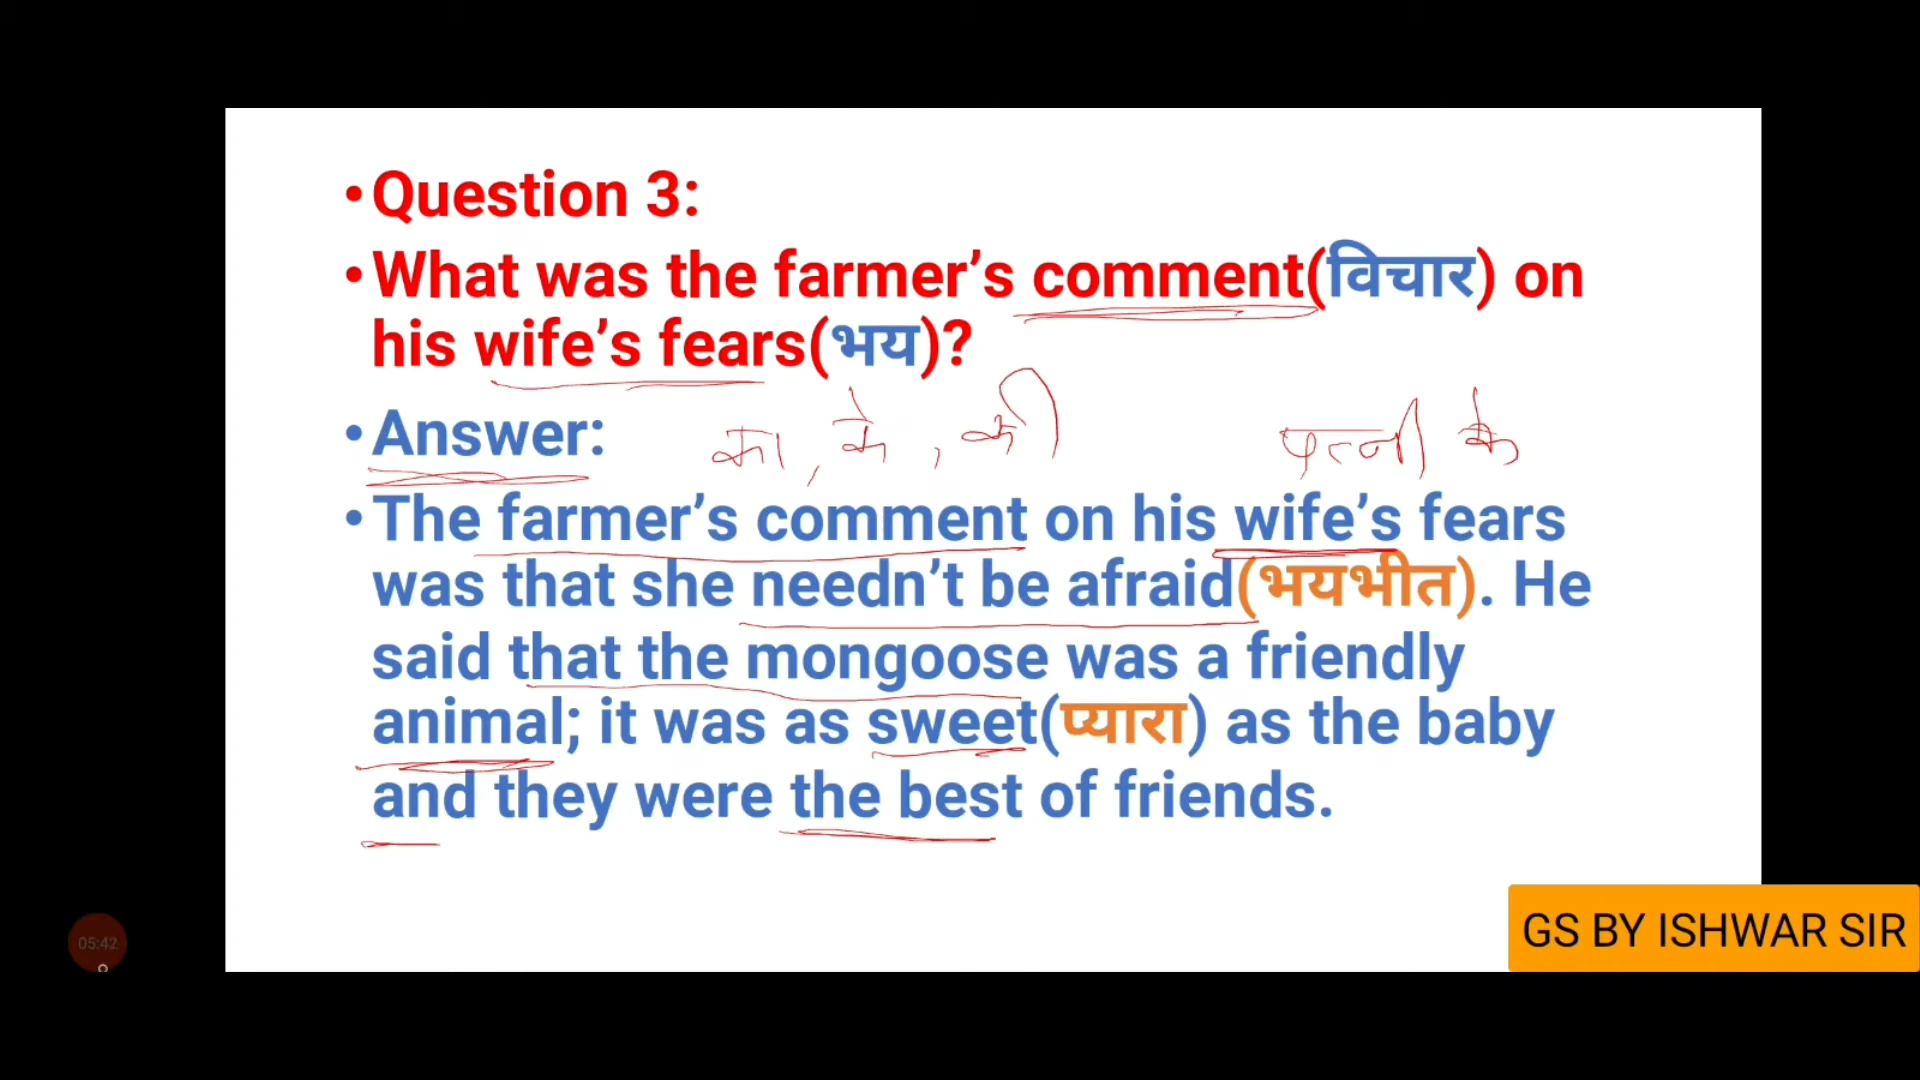 •Question 3:
•What was the farmer’s comment(विचार) on
his wife’s fears(भय)?
•Answer:
का, के, की
पत्नी के
•The farmer’s comment on his wife’s fears
was that she needn’t be afraid(भयभीत). He
said that the mongoose was a friendly
animal; it was as sweet(प्यारा) as the baby
and they were the best of friends.
GS BY ISHWAR SIR
05:42